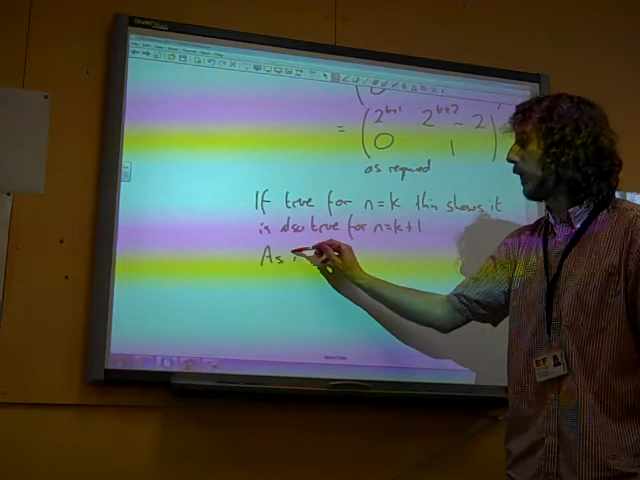 0
= ( 2^{k+1} 2^{k+2} - 2 )
0 1
as required
If true for n=k this shows it
is also true for n=k+1
As i